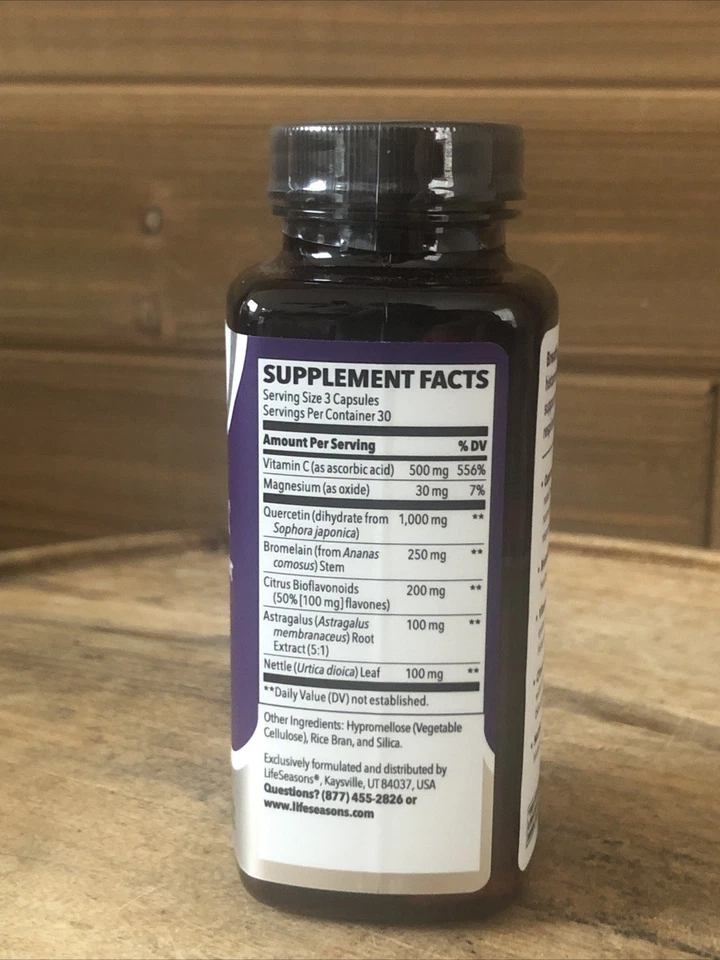 SUPPLEMENT FACTS
Serving Size 3 Capsules
Servings Per Container 30
Amount Per Serving % DV
Vitamin C (as ascorbic acid) 500 mg 556%
Magnesium (as oxide) 30 mg 7%
Quercetin (dihydrate from 1,000 mg **
Sophora japonica)
Bromelain (from Ananas 250 mg **
comosus) Stem
Citrus Bioflavonoids 200 mg **
(50% [100 mg] flavones)
Astragalus (Astragalus 100 mg **
membranaceus) Root
Extract (5:1)
Nettle (Urtica dioica) Leaf 100 mg **
**Daily Value (DV) not established.
Other Ingredients: Hypromellose (Vegetable
Cellulose), Rice Bran, and Silica.
Exclusively formulated and distributed by
LifeSeasons®, Kaysville, UT 84037, USA
Questions? (877) 455-2826 or
www.lifeseasons.com